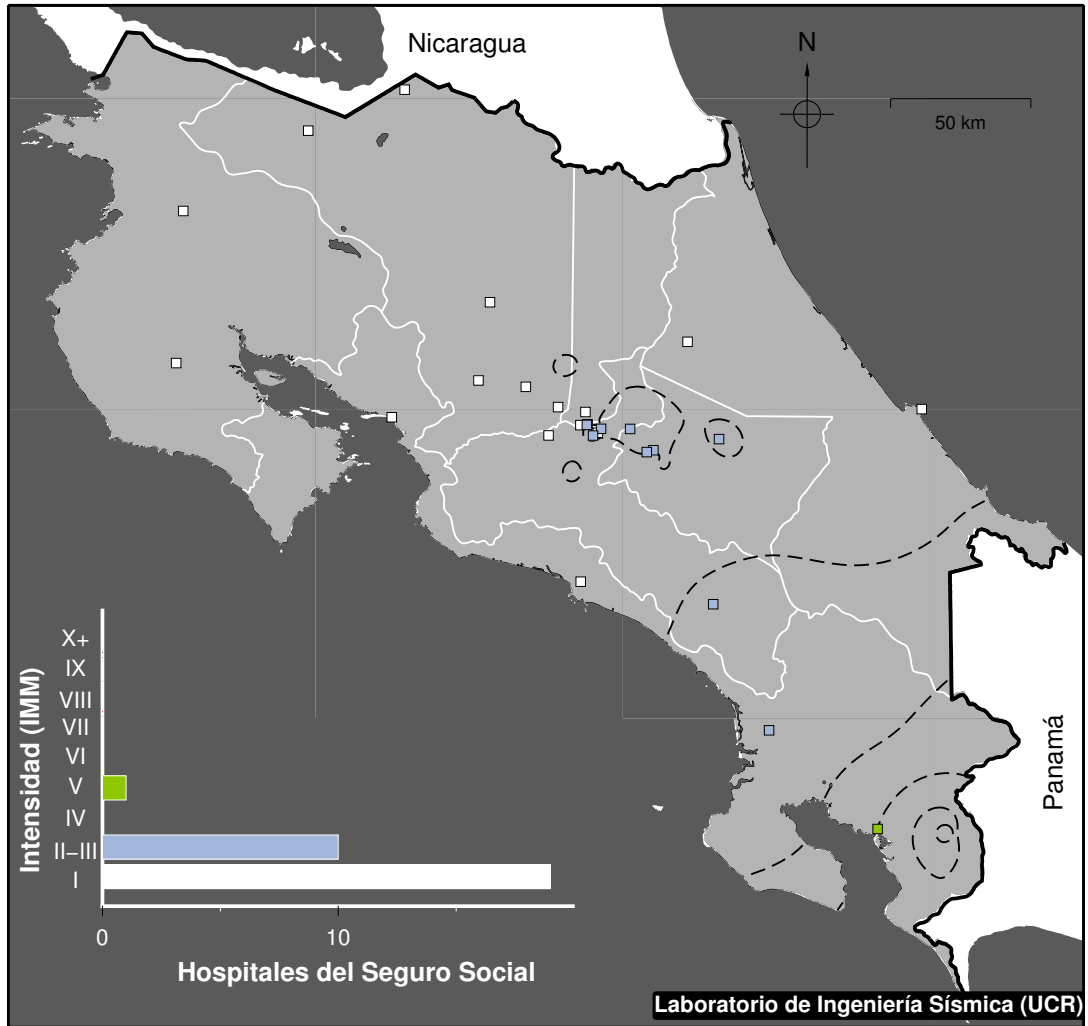 Nicaragua
N
50 km
Panamá
Intensidad (IMM)
X+
IX
VIII
VII
VI
V
IV
II–III
I
0
10
Hospitales del Seguro Social
Laboratorio de Ingeniería Sísmica (UCR)